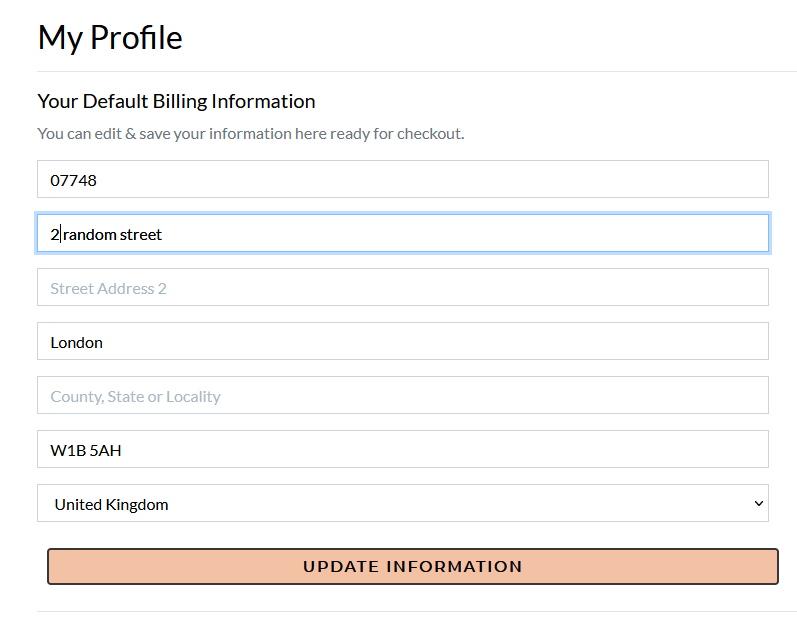 My Profile
Your Default Billing Information
You can edit & save your information here ready for checkout.
07748
2 random street
Street Address 2
London
County, State or Locality
W1B 5AH
United Kingdom
UPDATE INFORMATION